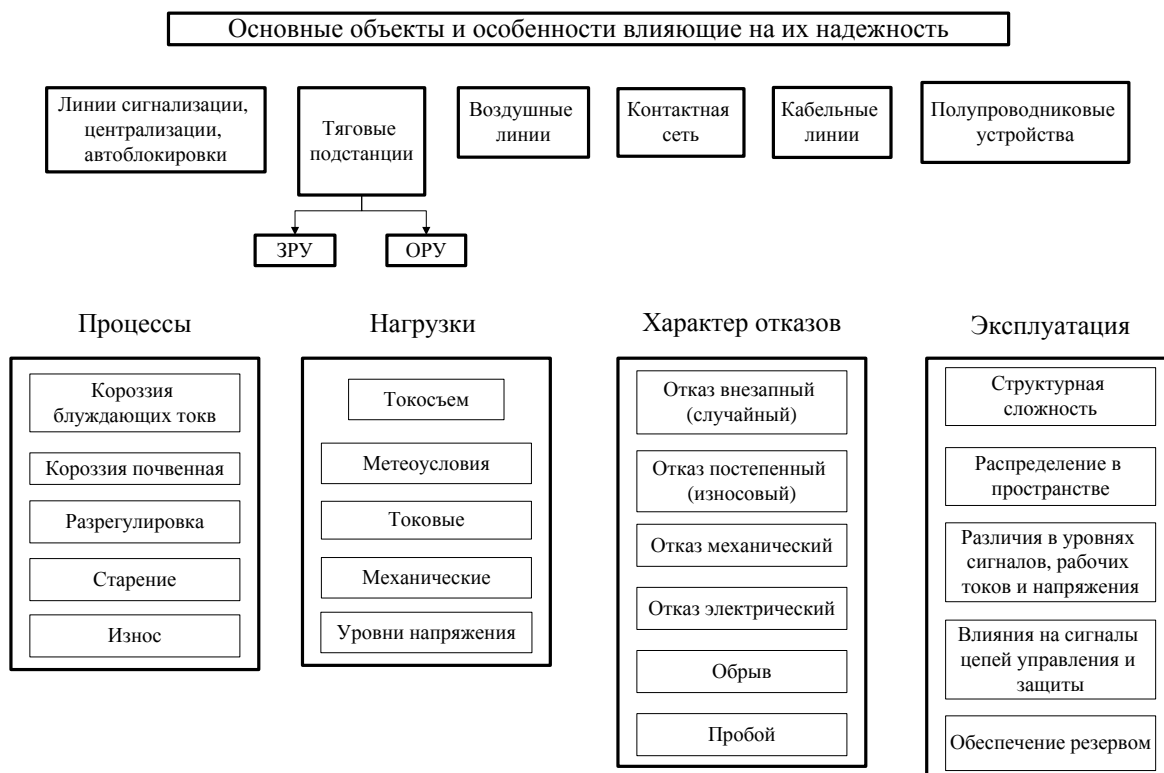 Основные объекты и особенности влияющие на их надежность
Линии сигнализации,
централизации,
автоблокировки
Тяговые
подстанции
Воздушные
линии
Контактная
сеть
Кабельные
линии
Полупроводниковые
устройства
ЗРУ
ОРУ
Процессы
Короззия
блуждающих токв
Короззия почвенная
Разрегулировка
Старение
Износ
Нагрузки
Токосъем
Метеоусловия
Токовые
Механические
Уровни напряжения
Характер отказов
Отказ внезапный
(случайный)
Отказ постепенный
(износовый)
Отказ механический
Отказ электрический
Обрыв
Пробой
Эксплуатация
Структурная
сложность
Распределение в
пространстве
Различия в уровнях
сигналов, рабочих
токов и напряжения
Влияния на сигналы
цепей управления и
защиты
Обеспечение резервом